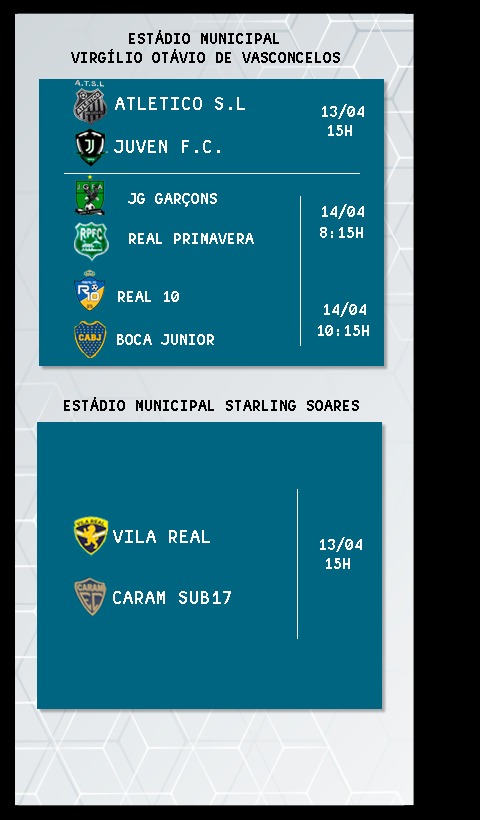 ESTÁDIO MUNICIPAL
VIRGÍLIO OTÁVIO DE VASCONCELOS
A.T.S.L
ATLETICO
ATLETICO S.L
13/04
15H
JUVEN F.C.
J G F A
JG GARÇONS
14/04
8:15H
RPFC
REAL PRIMAVERA
REAL 10
14/04
10:15H
CABJ
BOCA JUNIOR
ESTÁDIO MUNICIPAL STARLING SOARES
VILA REAL
VILA REAL
13/04
15H
CARAM
CARAM SUB17